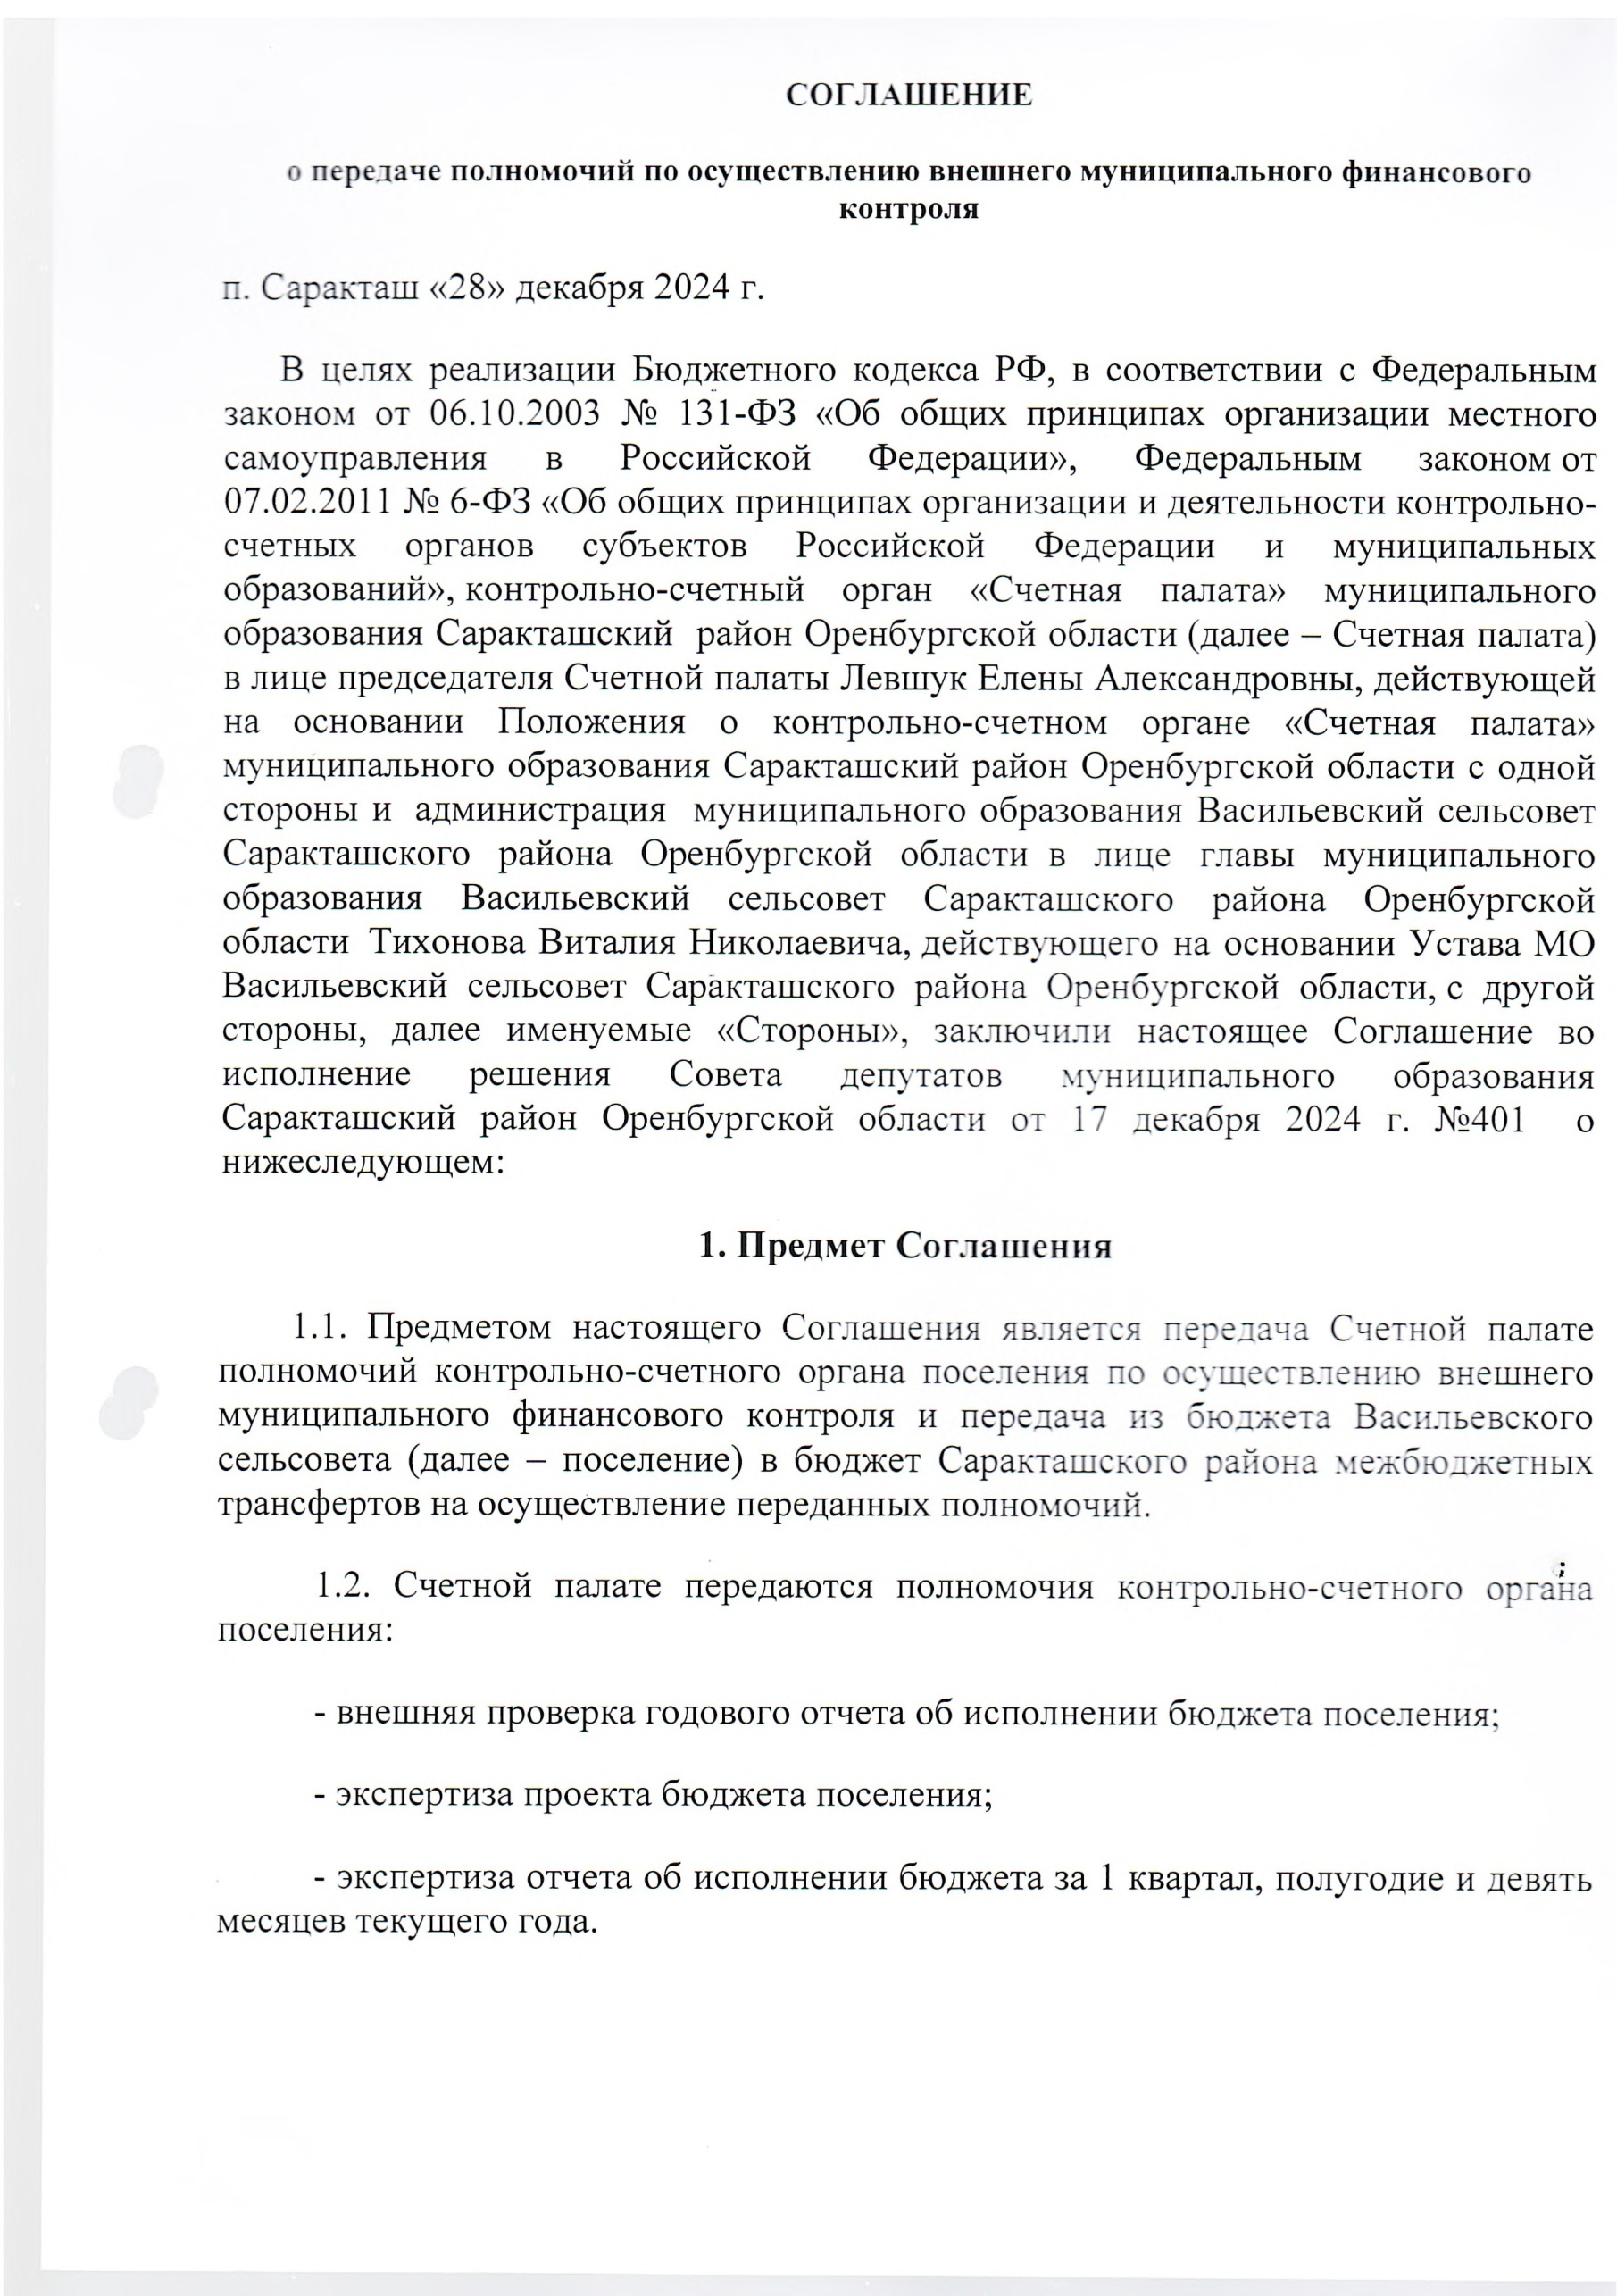 СОГЛАШЕНИЕ
о передаче полномочий по осуществлению внешнего муниципального финансового
контроля
п. Саракташ «28» декабря 2024 г.
В целях реализации Бюджетного кодекса РФ, в соответствии с Федеральным
законом от 06.10.2003 № 131-ФЗ «Об общих принципах организации местного
самоуправления в Российской Федерации», Федеральным законом от
07.02.2011 № 6-ФЗ «Об общих принципах организации и деятельности контрольно-
счетных органов субъектов Российской Федерации и муниципальных
образований», контрольно-счетный орган «Счетная палата» муниципального
образования Саракташский район Оренбургской области (далее – Счетная палата)
в лице председателя Счетной палаты Левшук Елены Александровны, действующей
на основании Положения о контрольно-счетном органе «Счетная палата»
муниципального образования Саракташский район Оренбургской области с одной
стороны и администрация муниципального образования Васильевский сельсовет
Саракташского района Оренбургской области в лице главы муниципального
образования Васильевский сельсовет Саракташского района Оренбургской
области Тихонова Виталия Николаевича, действующего на основании Устава МО
Васильевский сельсовет Саракташского района Оренбургской области, с другой
стороны, далее именуемые «Стороны», заключили настоящее Соглашение во
исполнение решения Совета депутатов муниципального образования
Саракташский район Оренбургской области от 17 декабря 2024 г. №401 о
нижеследующем:
1. Предмет Соглашения
1.1. Предметом настоящего Соглашения является передача Счетной палате
полномочий контрольно-счетного органа поселения по осуществлению внешнего
муниципального финансового контроля и передача из бюджета Васильевского
сельсовета (далее – поселение) в бюджет Саракташского района межбюджетных
трансфертов на осуществление переданных полномочий.
1.2. Счетной палате передаются полномочия контрольно-счетного органа
поселения:
- внешняя проверка годового отчета об исполнении бюджета поселения;
- экспертиза проекта бюджета поселения;
- экспертиза отчета об исполнении бюджета за 1 квартал, полугодие и девять
месяцев текущего года.